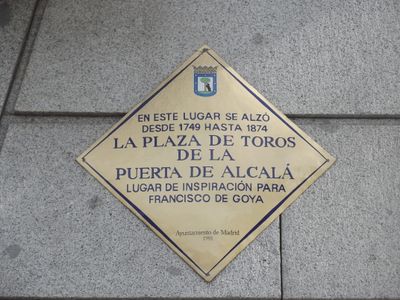 EN ESTE LUGAR SE ALZÓ
DESDE 1749 HASTA 1874
LA PLAZA DE TOROS
DE LA
PUERTA DE ALCALÁ
LUGAR DE INSPIRACIÓN PARA
FRANCISCO DE GOYA
Ayuntamiento de Madrid